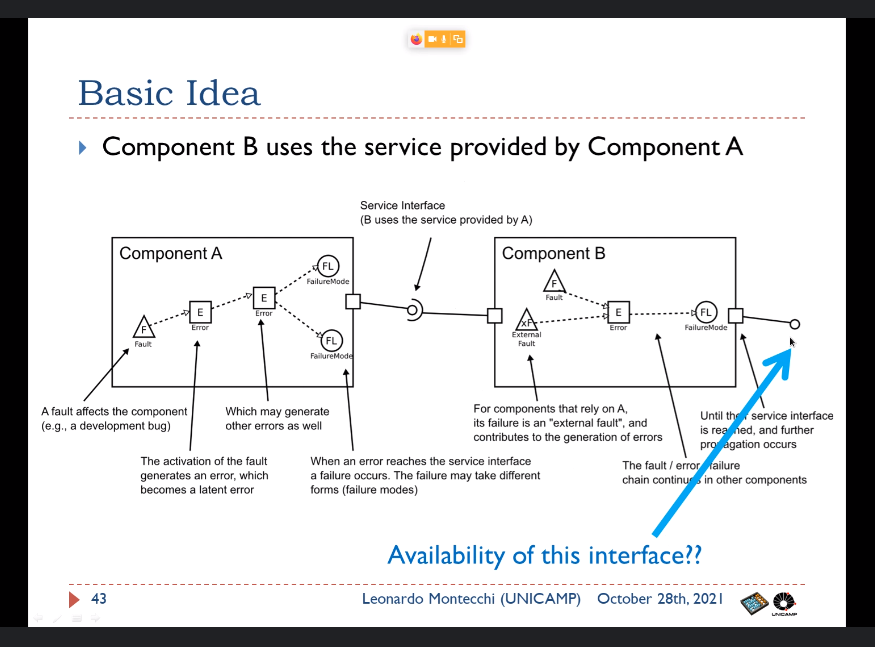 Basic Idea
Component B uses the service provided by Component A
Service Interface
(B uses the service provided by A)
Component A
FL
FailureMode
E
Error
E
Error
F
Fault
FL
FailureMode
Component B
F
Fault
xF
External
Fault
E
Error
FL
FailureMode
A fault affects the component
(e.g., a development bug)
Which may generate
other errors as well
The activation of the fault
generates an error, which
becomes a latent error
When an error reaches the service interface
a failure occurs. The failure may take different
forms (failure modes)
For components that rely on A,
its failure is an "external fault", and
contributes to the generation of errors
Until the service interface
is reached, and further
propagation occurs
The fault / error / failure
chain continues in other components
Availability of this interface??
43
Leonardo Montecchi (UNICAMP)
October 28th, 2021
UNICAMP